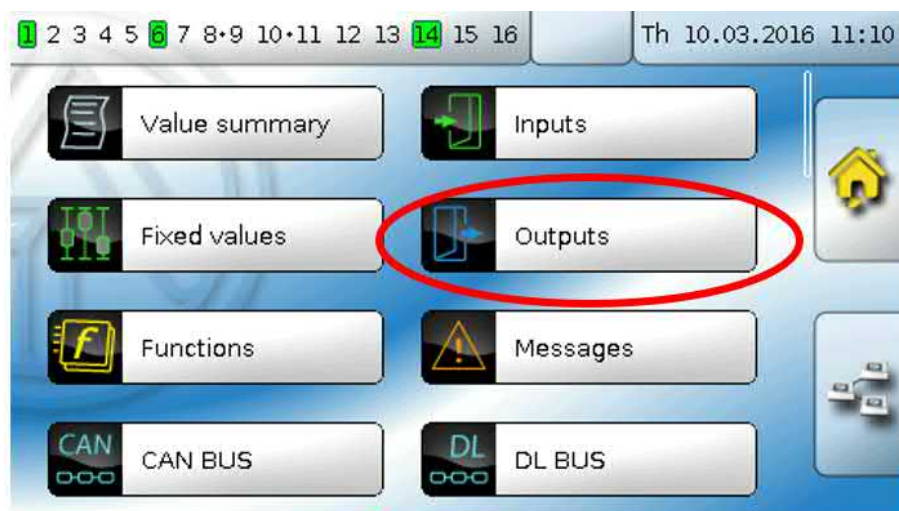 1 2 3 4 5 6 7 8·9 10·11 12 13 14 15 16 Th 10.03.2016 11:10
Value summary Inputs
Fixed values Outputs
f Functions Messages
CAN CAN BUS DL DL BUS